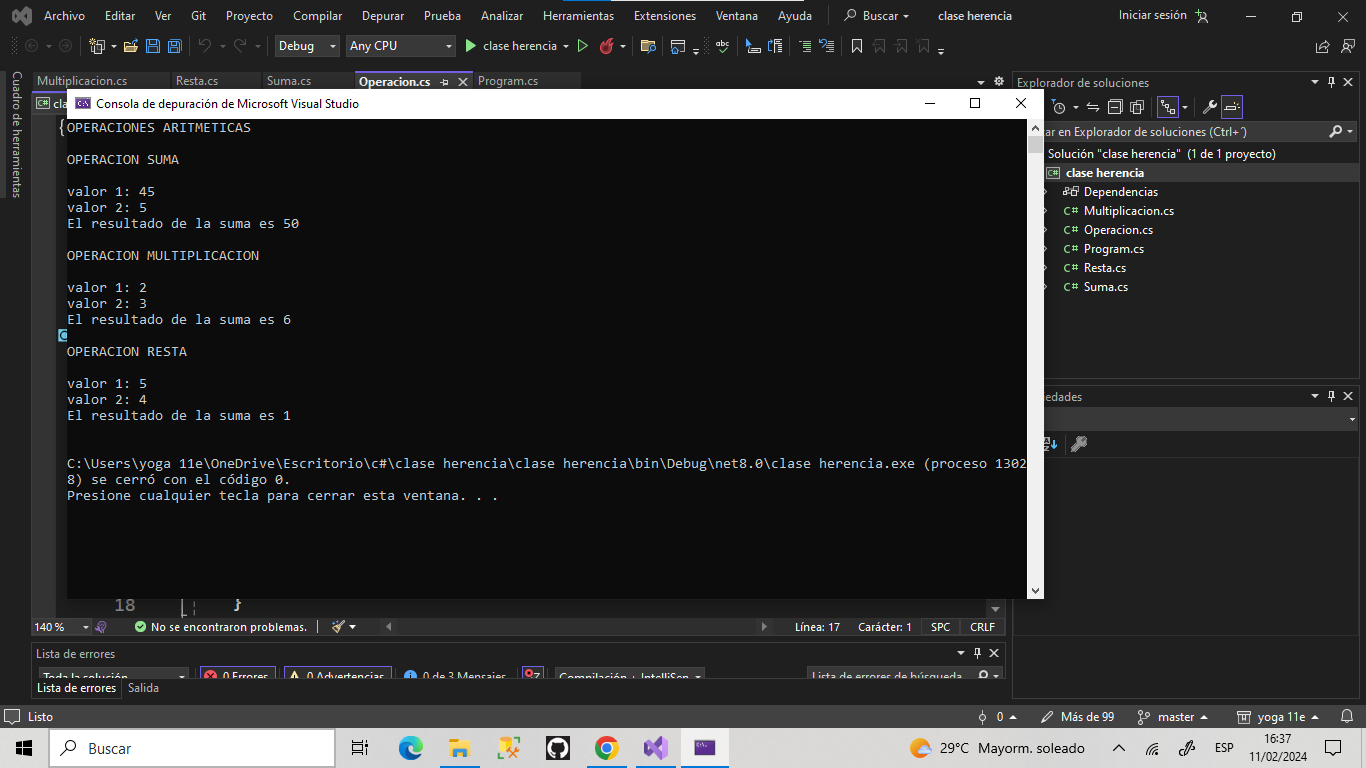 Archivo Editar Ver Git Proyecto Compilar Depurar Prueba Analizar Herramientas Extensiones Ventana Ayuda Buscar clase herencia Iniciar sesión
Debug Any CPU clase herencia
Cuadro de herramientas
Multiplicacion.cs Resta.cs Suma.cs Operacion.cs Program.cs
Consola de depuración de Microsoft Visual Studio
OPERACIONES ARITMETICAS
OPERACION SUMA
valor 1: 45
valor 2: 5
El resultado de la suma es 50
OPERACION MULTIPLICACION
valor 1: 2
valor 2: 3
El resultado de la suma es 6
OPERACION RESTA
valor 1: 5
valor 2: 4
El resultado de la suma es 1
C:\Users\yoga 11e\OneDrive\Escritorio\c#\clase herencia\clase herencia\bin\Debug\net8.0\clase herencia.exe (proceso 1302
8) se cerró con el código 0.
Presione cualquier tecla para cerrar esta ventana. . .
18 }
Explorador de soluciones
ar en Explorador de soluciones (Ctrl+´)
Solución "clase herencia" (1 de 1 proyecto)
C# clase herencia
Dependencias
C# Multiplicacion.cs
C# Operacion.cs
C# Program.cs
C# Resta.cs
C# Suma.cs
edades
140 % No se encontraron problemas. Línea: 17 Carácter: 1 SPC CRLF
Lista de errores
Toda la solución 0 Errores 0 Advertencias 0 de 3 Mensajes Compilación + IntelliSen Lista de errores de búsqueda
Lista de errores Salida
Listo 0 Más de 99 master yoga 11e
Buscar 29°C Mayorm. soleado ESP 16:37
11/02/2024